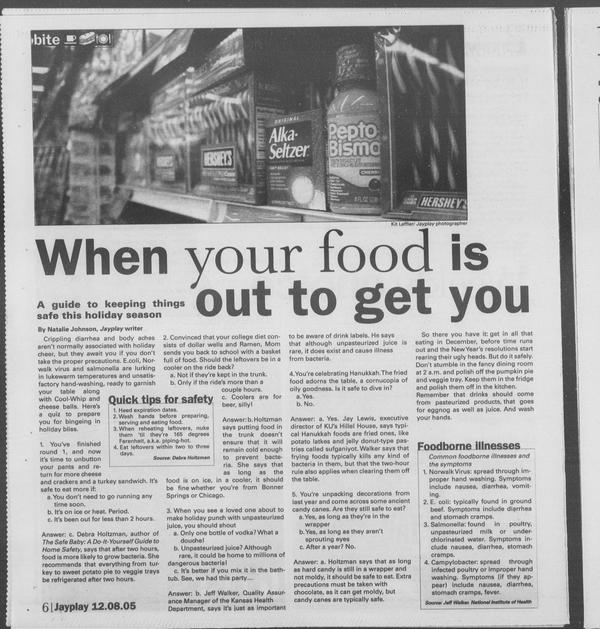 bite
ORIGINAL
Alka-
Seltzer
Pepto
Bismo
CHERRY
HERSHEY'S
HERSHEY'S
Kit Leffler/ Jayplay photographer
When your food is
out to get you
A guide to keeping things
safe this holiday season
By Natalie Johnson, Jayplay writer
Crippling diarrhea and body aches
aren't normally associated with holiday
cheer, but they await you if you don't
take the proper precautions. E.coli, Nor-
walk virus and salmonella are lurking
in lukewarm temperatures and unsatis-
factory hand-washing, ready to garnish
your table along
with Cool-Whip and
cheese balls. Here's
a quiz to prepare
you for bingeing in
holiday bliss.
1. You've finished
round 1, and now
it's time to unbutton
your pants and re-
turn for more cheese
and crackers and a turkey sandwich. It's
safe to eat more if:
a. You don't need to go running any
time soon.
b. It's on ice or heat. Period.
c. It's been out for less than 2 hours.
Answer: c. Debra Holtzman, author of
The Safe Baby: A Do-It-Yourself Guide to
Home Safety, says that after two hours,
food is more likely to grow bacteria. She
recommends that everything from tur-
key to sweet potato pie to veggie trays
be refrigerated after two hours.
Quick tips for safety
1. Heed expiration dates.
2. Wash hands before preparing,
serving and eating food.
3. When reheating leftovers, nuke
them 'til they're 165 degrees
Farenheit, a.k.a. piping-hot.
4. Eat leftovers within two to three
days.
Source: Debra Holtzman
2. Convinced that your college diet con-
sists of dollar wells and Ramen, Mom
sends you back to school with a basket
full of food. Should the leftovers be in a
cooler on the ride back?
a. Not if they're kept in the trunk.
b. Only if the ride's more than a
couple hours.
c. Coolers are for
beer, silly!
Answer: b. Holtzman
says putting food in
the trunk doesn't
ensure that it will
remain cold enough
to prevent bacte-
ria. She says that
as long as the
food is on ice, in a cooler, it should
be fine whether you're from Bonner
Springs or Chicago.
3. When you see a loved one about to
make holiday punch with unpasteurized
juice, you should shout
a. Only one bottle of vodka? What a
douche!
b. Unpasteurized juice? Although
rare, it could be home to millions of
dangerous bacteria!
c. It's better if you mix it in the bath-
tub. See, we had this party...
Answer: b. Jeff Walker, Quality Assur-
ance Manager of the Kansas Health
Department, says it's just as important
to be aware of drink labels. He says
that although unpasteurized juice is
rare, it does exist and cause illness
from bacteria.
4.You're celebrating Hanukkah. The fried
food adorns the table, a cornucopia of
oily goodness. Is it safe to dive in?
a. Yes.
b. No.
Answer: a. Yes. Jay Lewis, executive
director of KU's Hillel House, says typi-
cal Hanukkah foods are fried ones, like
potato latkes and jelly donut-type pas-
tries called sufganiyot. Walker says that
frying foods typically kills any kind of
bacteria in them, but that the two-hour
rule also applies when clearing them off
the table.
5. You're unpacking decorations from
last year and come across some ancient
candy canes. Are they still safe to eat?
a. Yes, as long as they're in the
wrapper
b.Yes, as long as they aren't
sprouting eyes
c. After a year? No.
Answer: a. Holtzman says that as long
as hard candy is still in a wrapper and
not moldy, it should be safe to eat. Extra
precautions must be taken with
chocolate, as it can get moldy, but
candy canes are typically safe.
So there you have it: get in all that
eating in December, before time runs
out and the New Year's resolutions start
rearing their ugly heads. But do it safely.
Don't stumble in the fancy dining room
at 2 a.m. and polish off the pumpkin pie
and veggie tray. Keep them in the fridge
and polish them off in the kitchen.
Remember that drinks should come
from pasteurized products, that goes
for eggnog as well as juice. And wash
your hands.
Foodborne illnesses
Common foodborne illnesses and
the symptoms
1. Norwalk Virus: spread through im-
proper hand washing. Symptoms
include nausea, diarrhea, vomit-
ing.
2. E. coli: typically found in ground
beef. Symptoms include diarrhea
and stomach cramps.
3. Salmonella: found in poultry,
unpasteurized milk or under-
chlorinated water. Symptoms in-
clude nausea, diarrhea, stomach
cramps.
4. Campylobacter: spread through
infected poultry or improper hand
washing. Symptoms (if they ap-
pear) include nausea, diarrhea,
stomach cramps, fever.
Source: Jeff Walker National Institute of Health
6|Jayplay 12.08.05